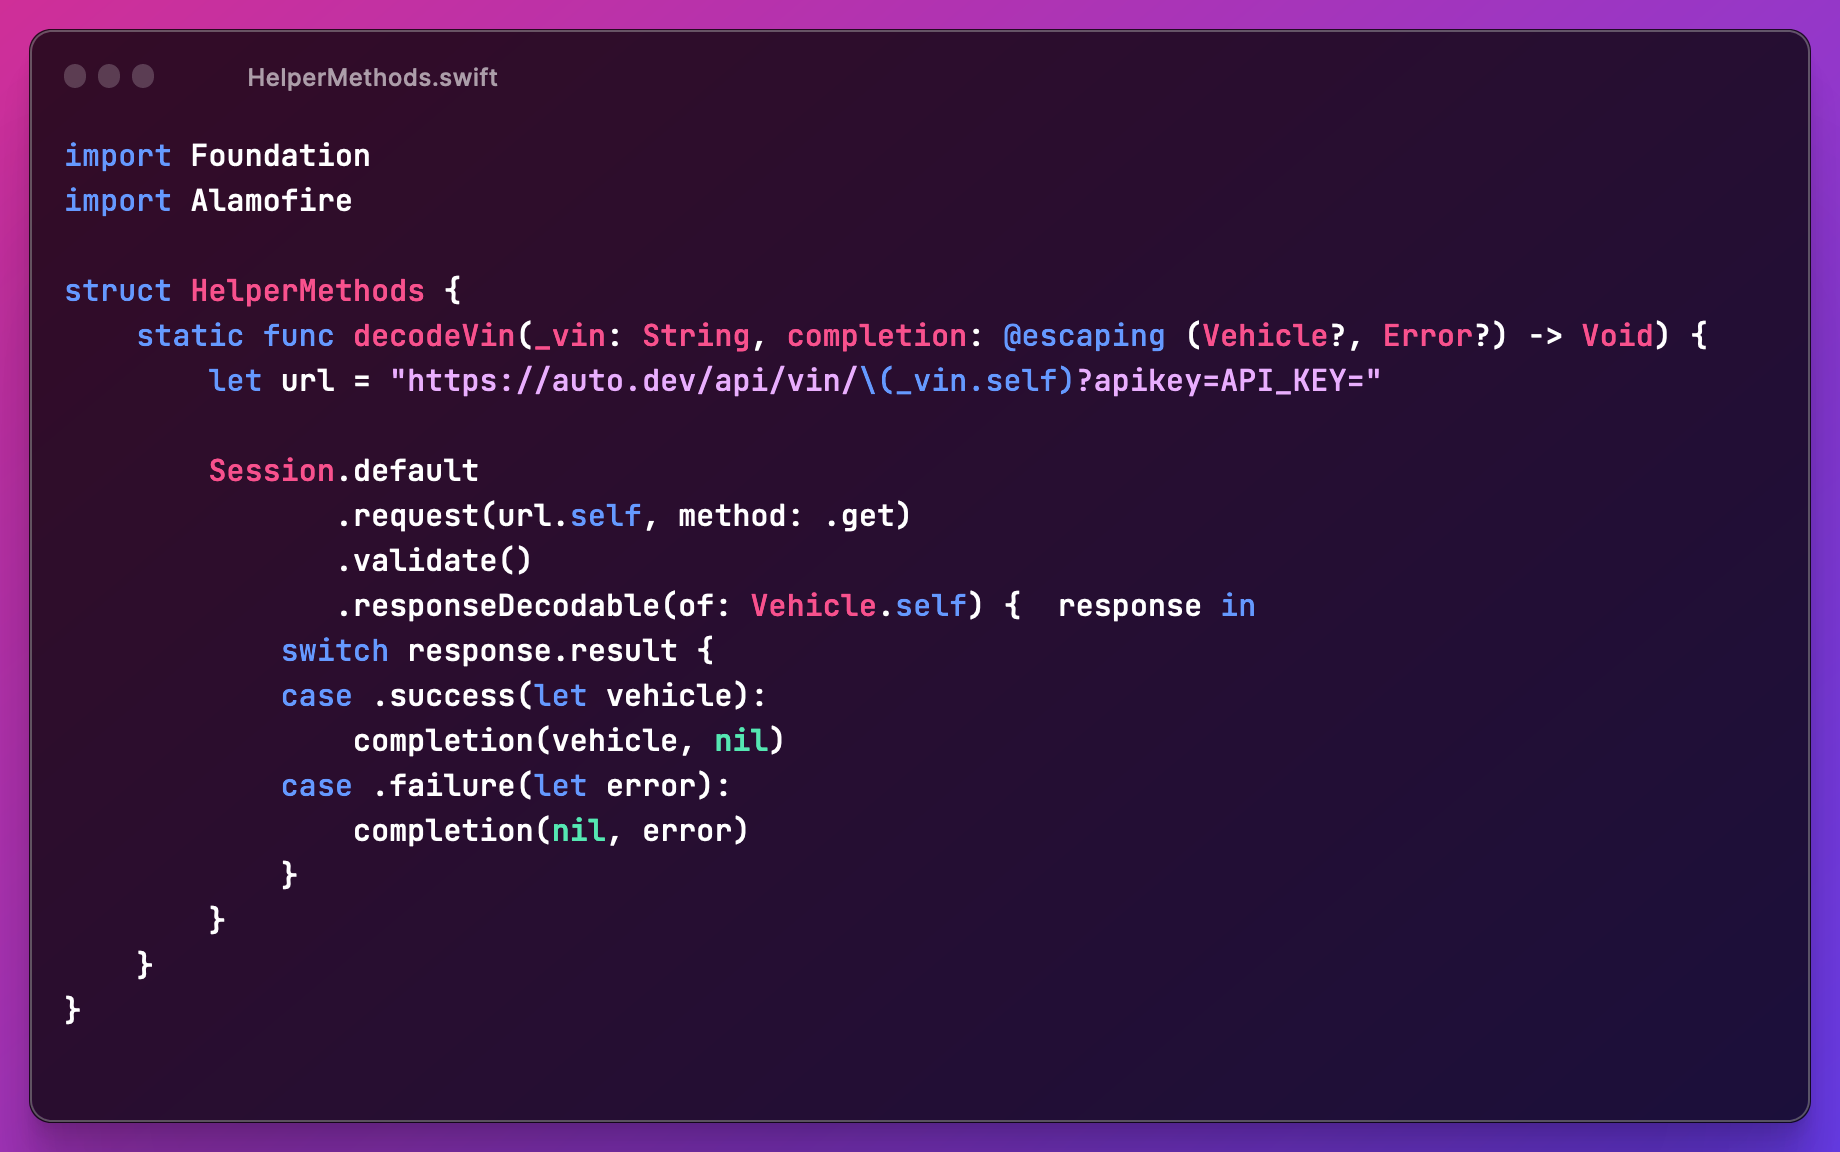 HelperMethods.swift
import Foundation
import Alamofire
struct HelperMethods {
    static func decodeVin(_vin: String, completion: @escaping (Vehicle?, Error?) -> Void) {
        let url = "https://auto.dev/api/vin/\(_vin.self)?apikey=API_KEY="
        Session.default
               .request(url.self, method: .get)
               .validate()
               .responseDecodable(of: Vehicle.self) {  response in
            switch response.result {
            case .success(let vehicle):
                completion(vehicle, nil)
            case .failure(let error):
                completion(nil, error)
            }
        }
    }
}